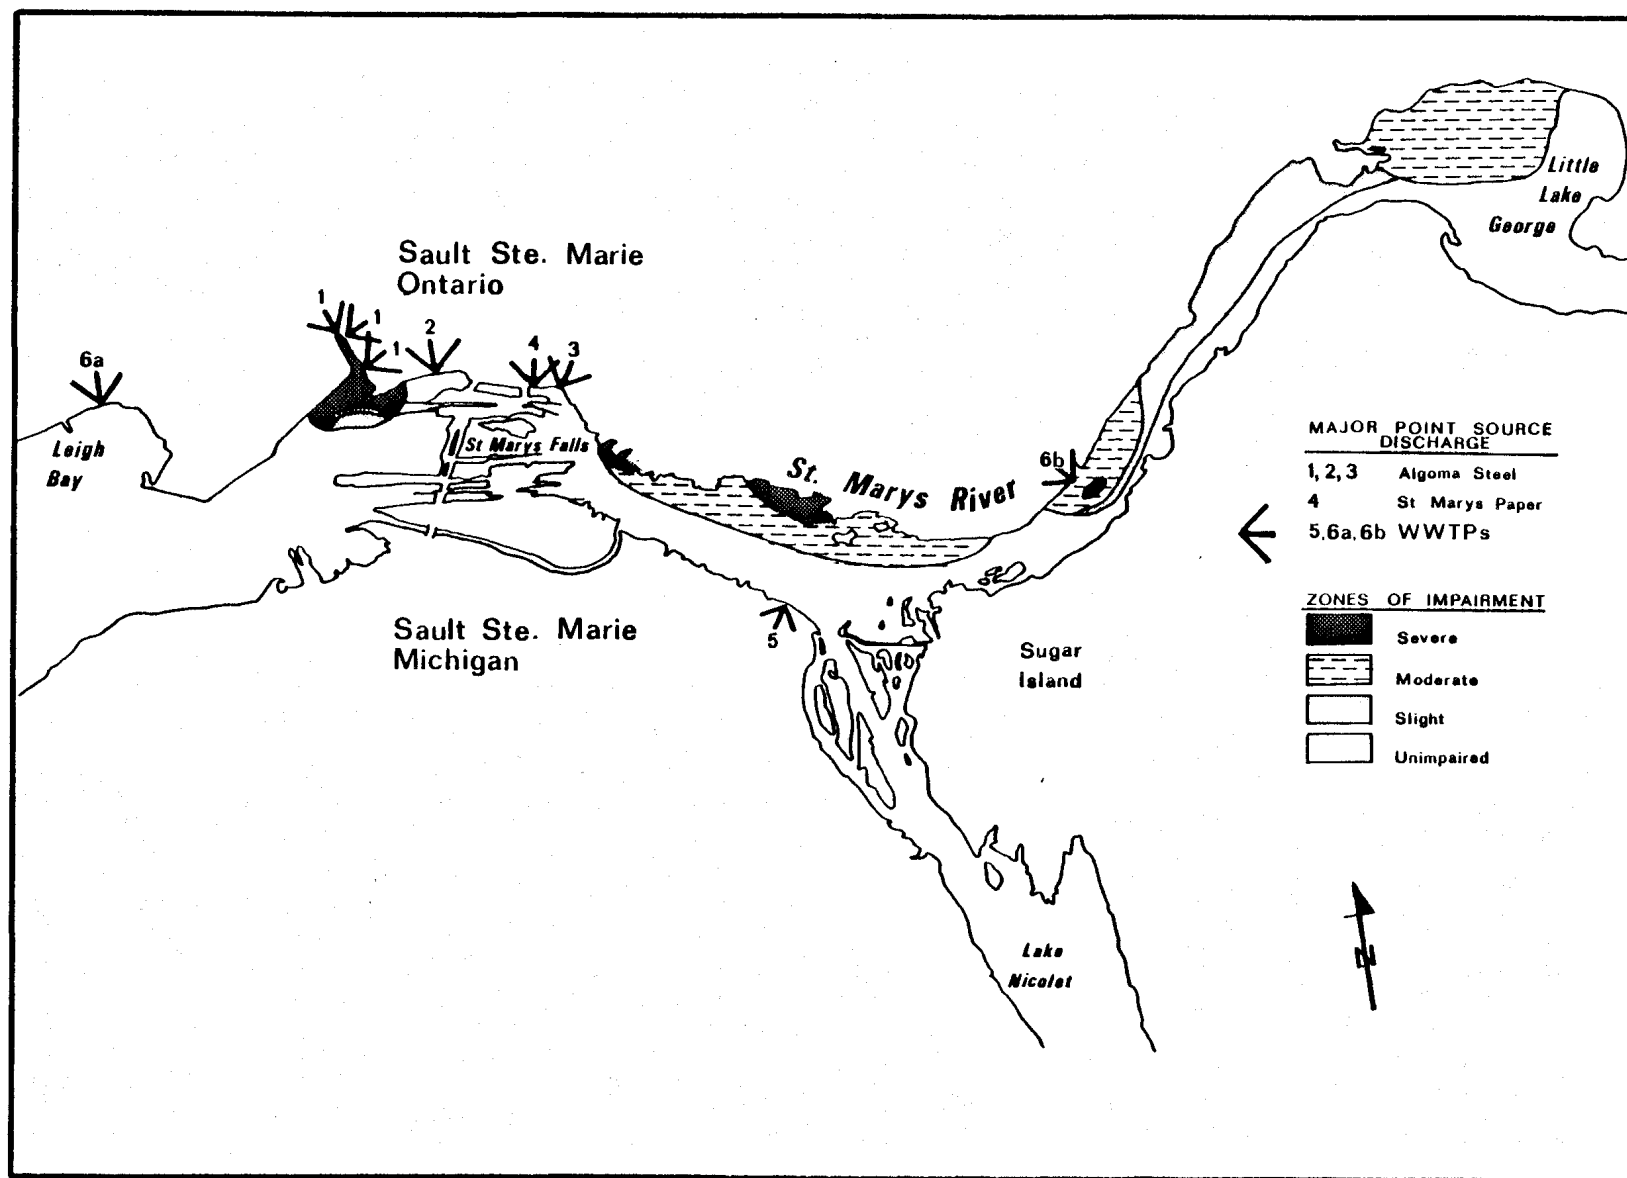 Little
Lake
George
Sault Ste. Marie
Ontario
1
1
1
2
4
3
6a
Leigh
Bay
St Marys Falls
St. Marys River
6b
MAJOR POINT SOURCE
DISCHARGE
1, 2, 3 Algoma Steel
4 St Marys Paper
5, 6a, 6b WWTPs
ZONES OF IMPAIRMENT
Severe
Moderate
Slight
Unimpaired
Sault Ste. Marie
Michigan
5
Sugar
Island
Lake
Nicolet
N